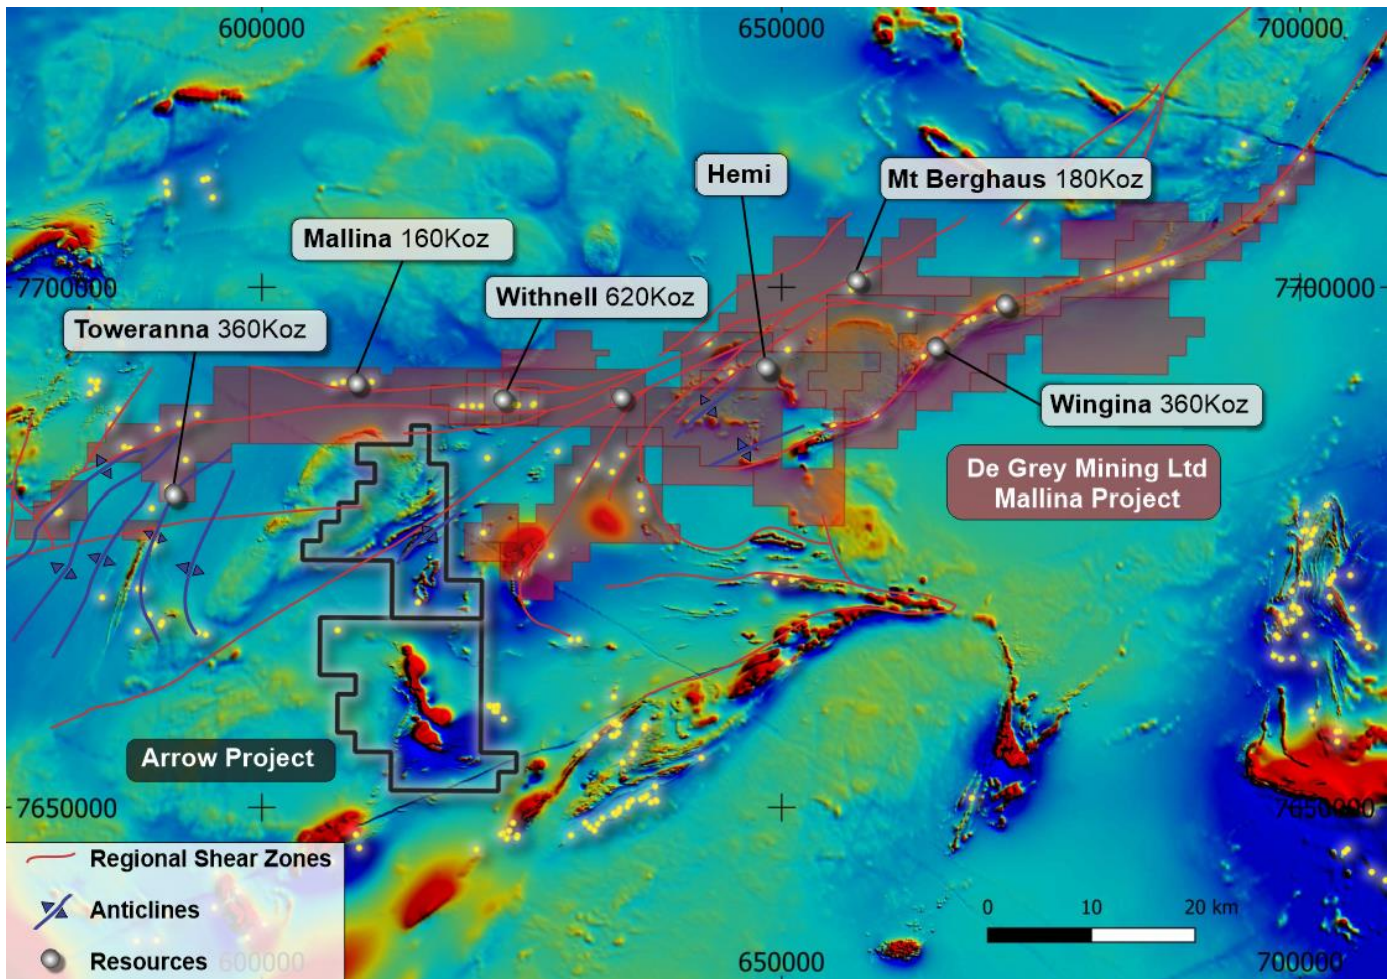 600000
650000
700000
Hemi
Mt Berghaus 180Koz
Mallina 160Koz
7700000
Withnell 620Koz
7700000
Toweranna 360Koz
Wingina 360Koz
De Grey Mining Ltd
Mallina Project
Arrow Project
7650000
7650000
Regional Shear Zones
Anticlines
Resources
0
10
20 km
600000
650000
700000